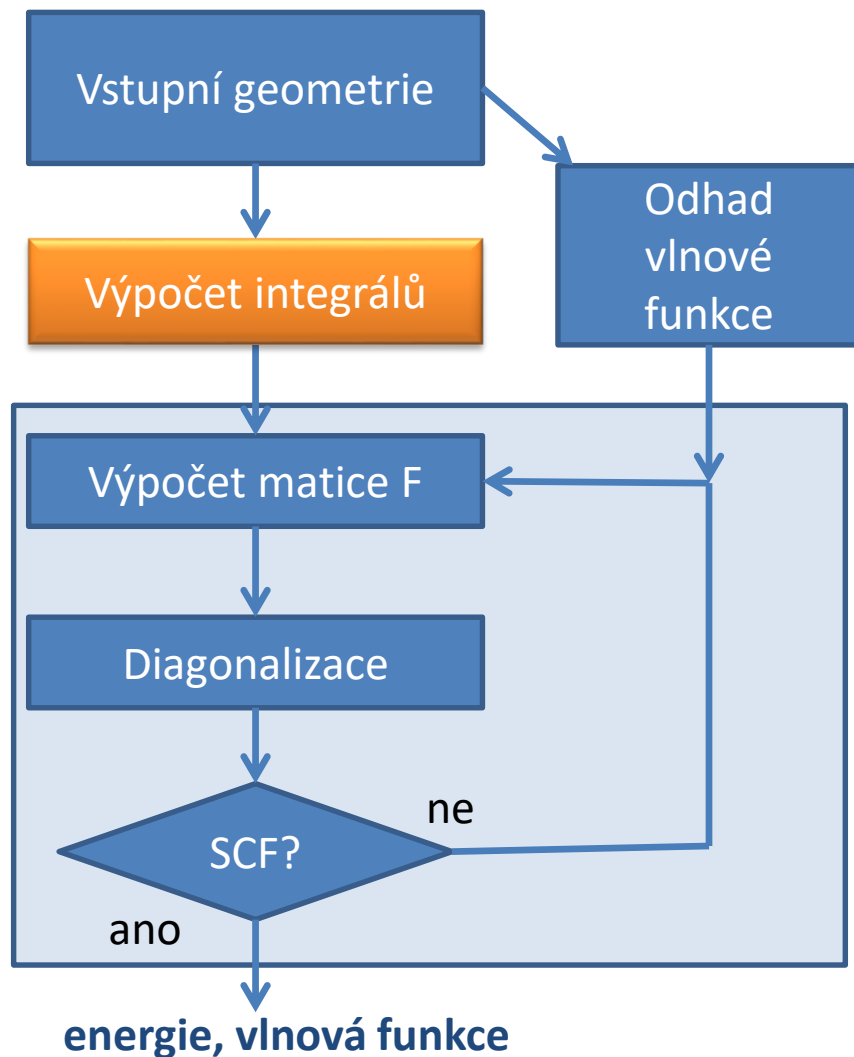 Vstupní geometrie
Odhad
vlnové
funkce
Výpočet integrálů
Výpočet matice F
Diagonalizace
SCF?
ne
ano
energie, vlnová funkce